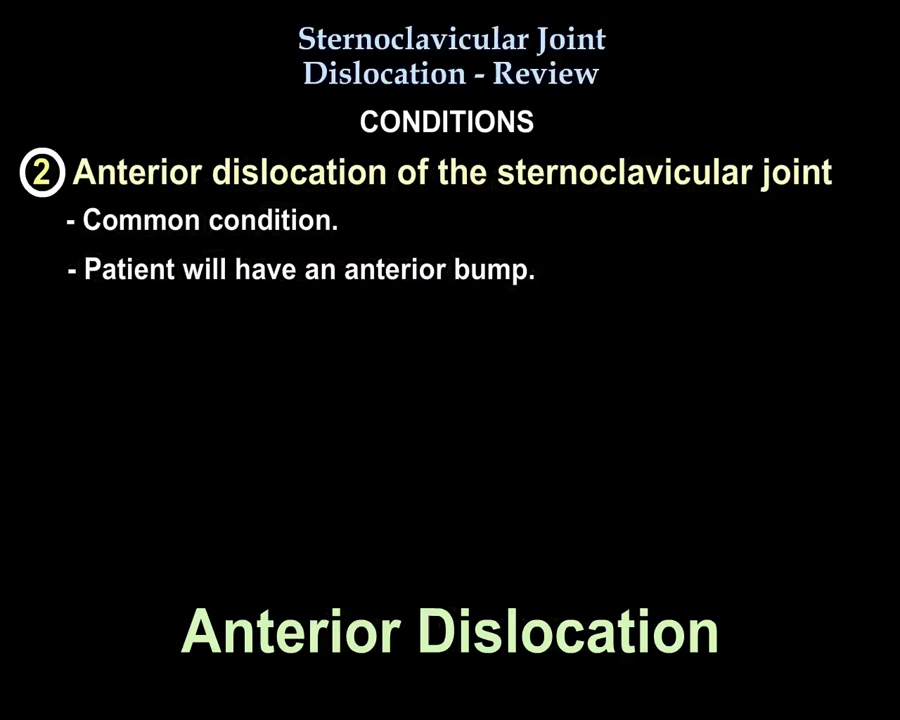 Sternoclavicular Joint
Dislocation - Review
CONDITIONS
2 Anterior dislocation of the sternoclavicular joint
- Common condition.
- Patient will have an anterior bump.
Anterior Dislocation